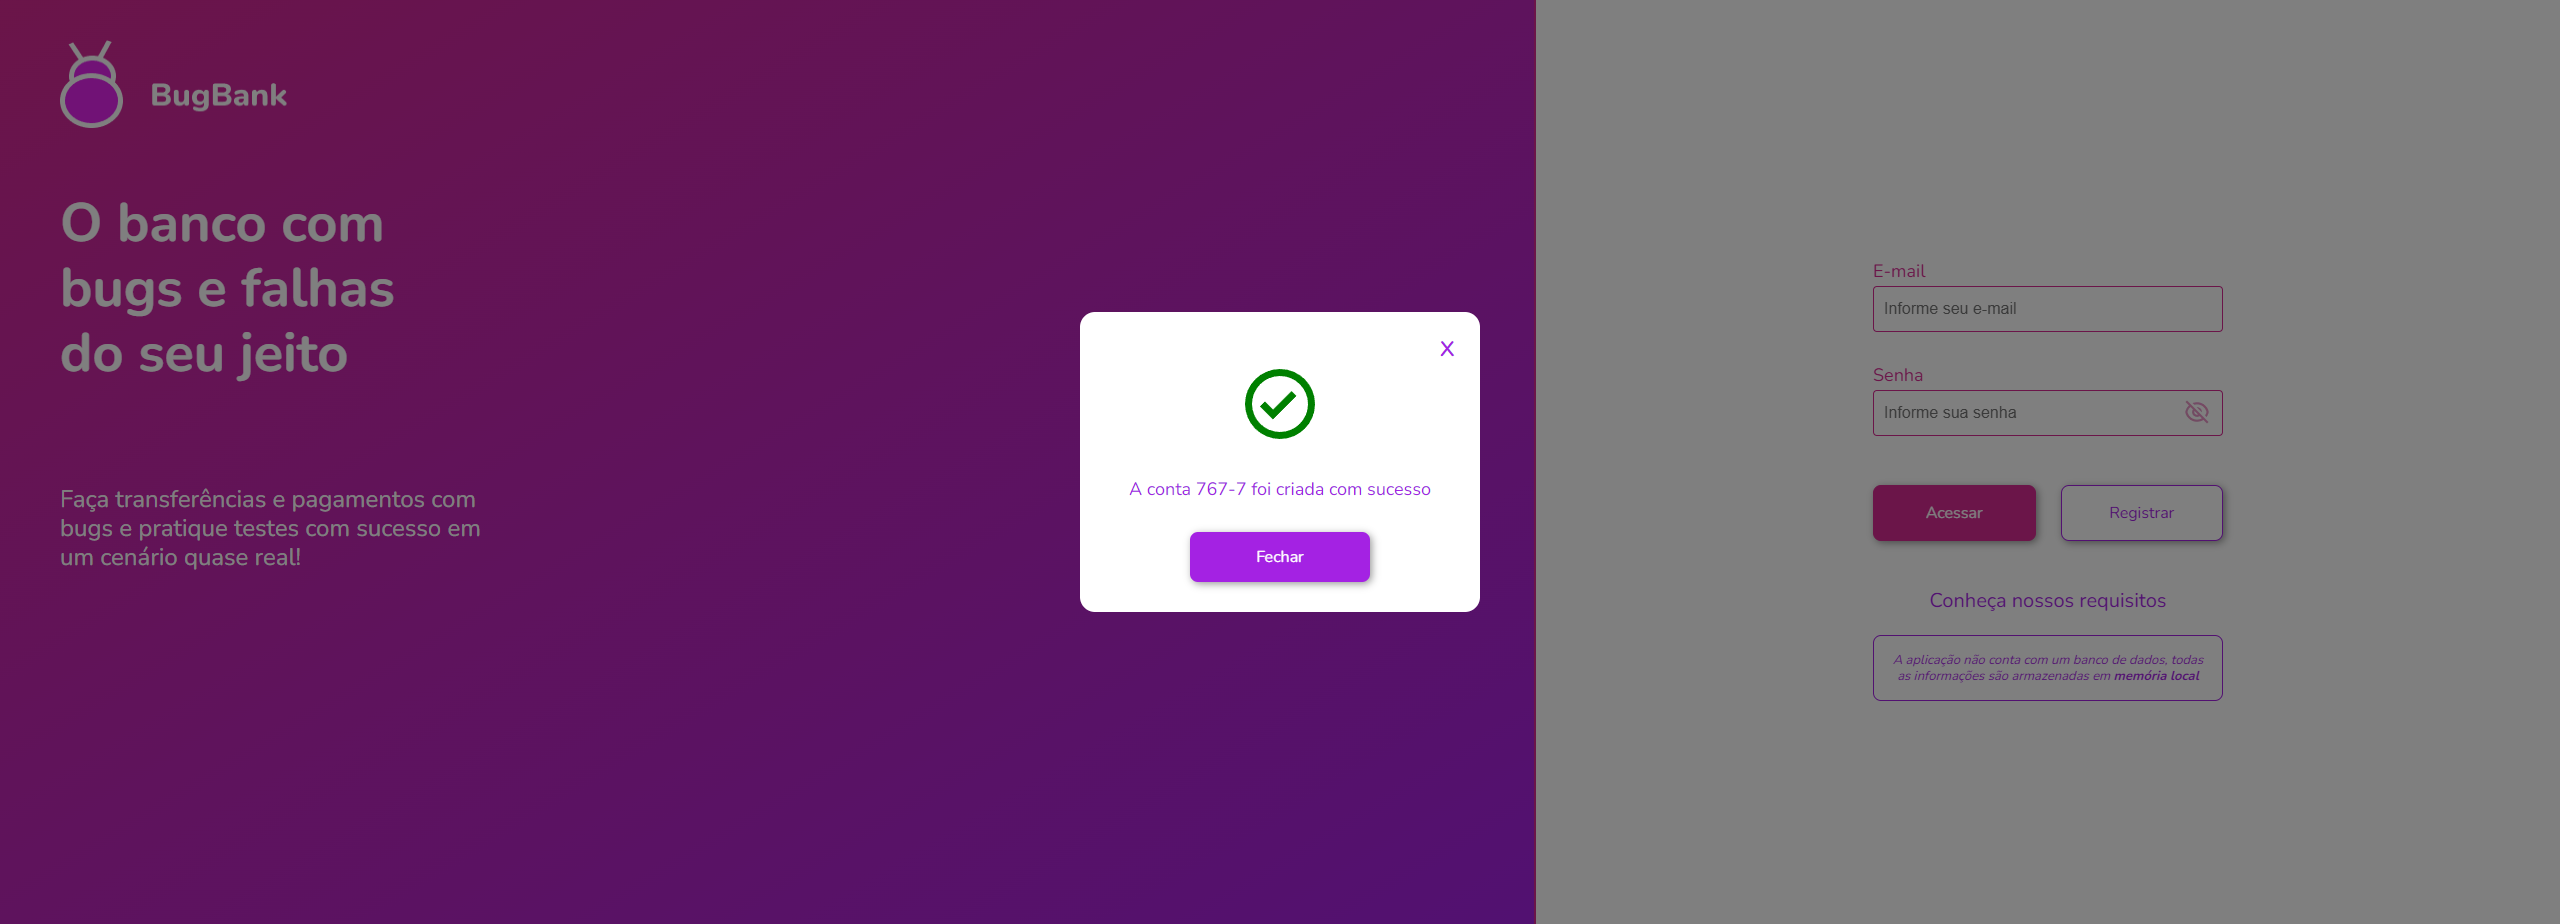 BugBank
O banco com
bugs e falhas
do seu jeito
Faça transferências e pagamentos com
bugs e pratique testes com sucesso em
um cenário quase real!
X
A conta 767-7 foi criada com sucesso
Fechar
E-mail
Informe seu e-mail
Senha
Informe sua senha
Acessar
Registrar
Conheça nossos requisitos
A aplicação não conta com um banco de dados, todas
as informações são armazenadas em memória local